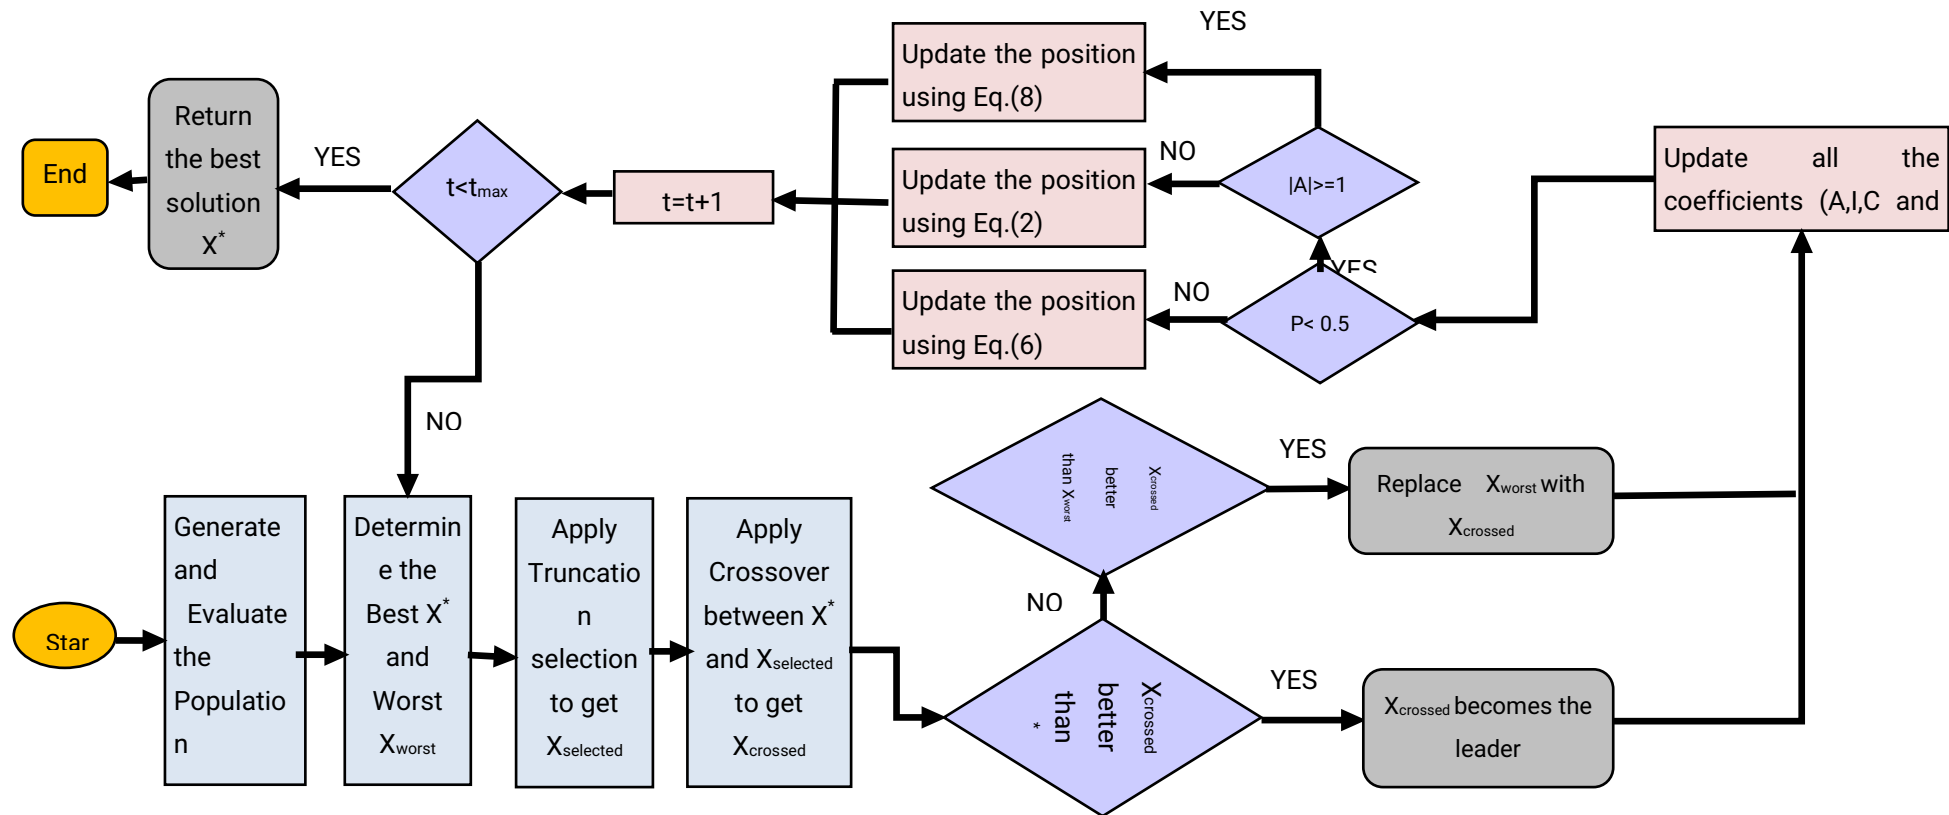 YES
Update the position
using Eq.(8)
Return
the best
solution
X*
End
YES
t<tmax
t=t+1
NO
Update the position
using Eq.(2)
|A|>=1
Update all the
coefficients (A,I,C and
YES
NO
Update the position
using Eq.(6)
P< 0.5
NO
Xcrossed
better
than Xworst
YES
Replace Xworst with
Xcrossed
Star
Generate
and
Evaluate
the
Populatio
n
Determin
e the
Best X*
and
Worst
Xworst
Apply
Truncatio
n
selection
to get
Xselected
Apply
Crossover
between X*
and Xselected
to get
Xcrossed
NO
Xcrossed
better
than
*
YES
Xcrossed becomes the
leader